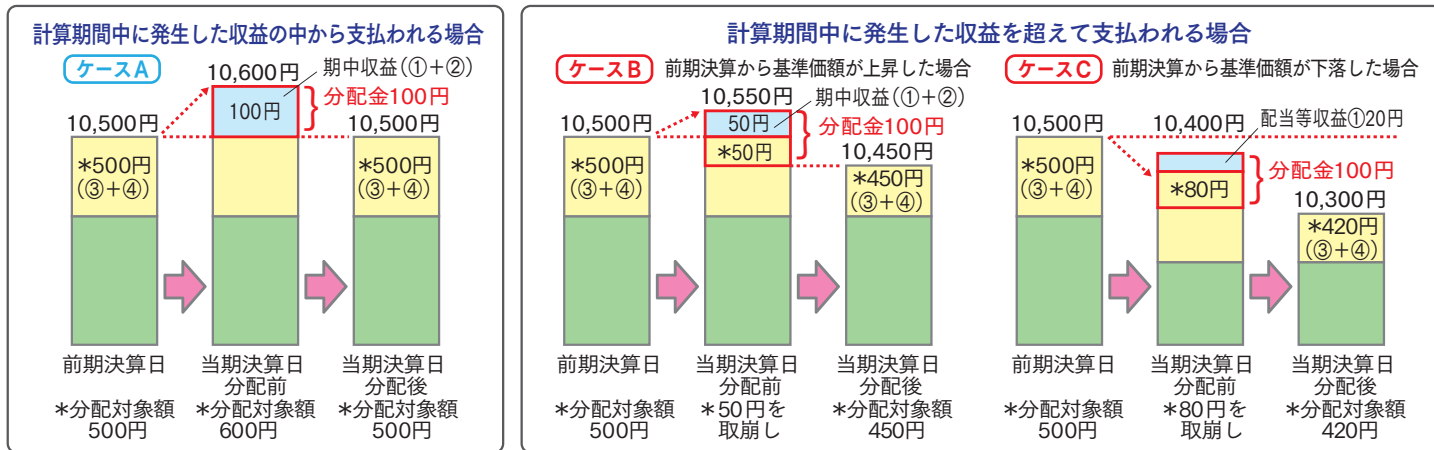 計算期間中に発生した収益の中から支払われる場合
ケースA
10,600円
期中収益(①+②)
100円
分配金100円
10,500円
10,500円
*500円
(③+④)
*500円
(③+④)
前期決算日
当期決算日
分配前
当期決算日
分配後
*分配対象額
500円
*分配対象額
600円
*分配対象額
500円
計算期間中に発生した収益を超えて支払われる場合
ケースB
前期決算から基準価額が上昇した場合
10,550円
期中収益(①+②)
10,500円
50円
分配金100円
*50円
10,450円
*500円
(③+④)
*450円
(③+④)
前期決算日
当期決算日
分配前
当期決算日
分配後
*分配対象額
500円
*50円を
取崩し
*分配対象額
450円
ケースC
前期決算から基準価額が下落した場合
10,500円
10,400円
配当等収益①20円
*500円
(③+④)
分配金100円
*80円
10,300円
*420円
(③+④)
前期決算日
当期決算日
分配前
当期決算日
分配後
*分配対象額
500円
*80円を
取崩し
*分配対象額
420円